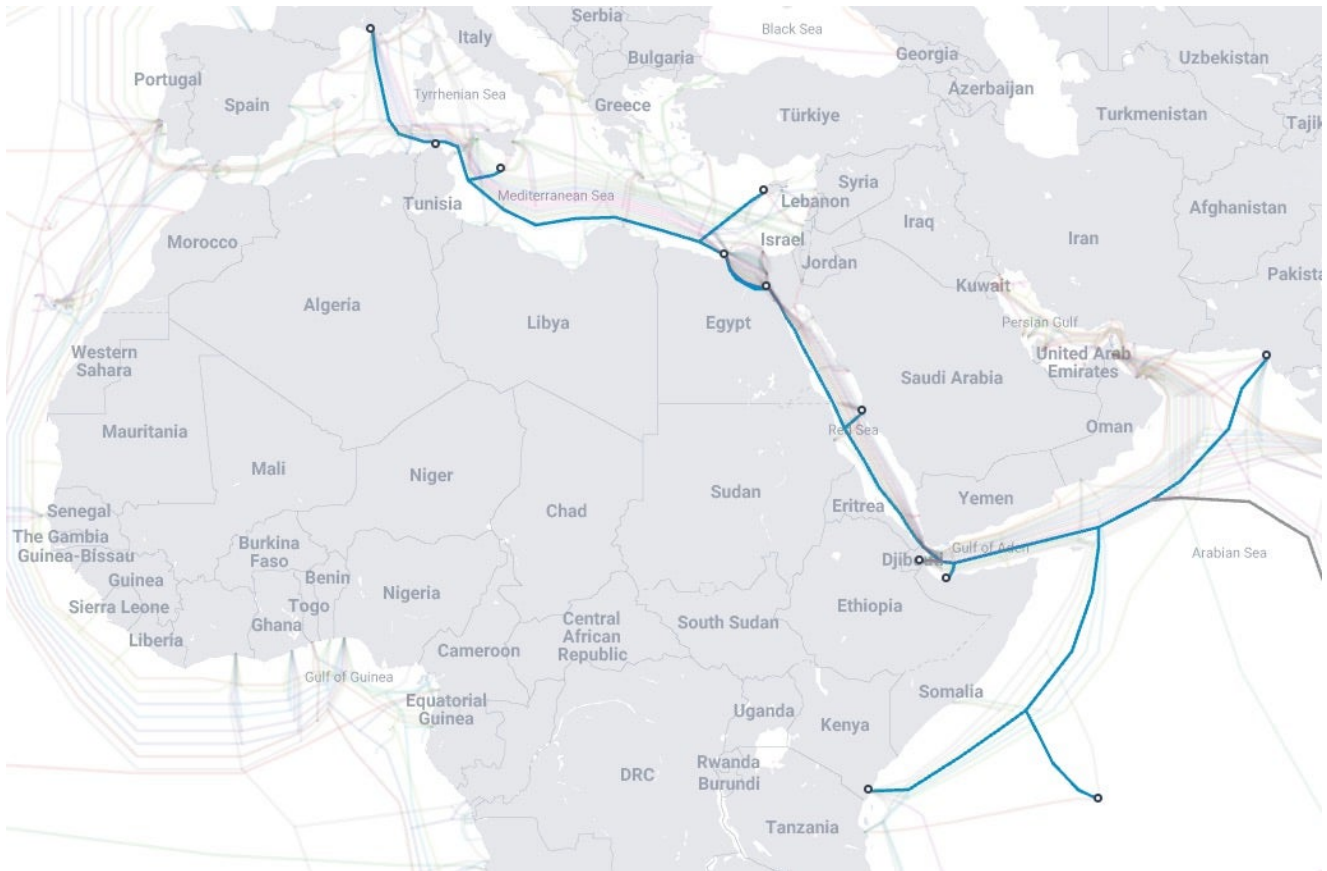 Serbia
Italy
Black Sea
Georgia
Uzbekistan
Bulgaria
Portugal
Azerbaijan
Tyrrhenian Sea
Spain
Greece
Türkiye
Turkmenistan
Tajik
Syria
Mediterranean Sea
Lebanon
Tunisia
Afghanistan
Iraq
Morocco
Israel
Iran
Jordan
Pakista
Kuwait
Algeria
Libya
Egypt
Persian Gulf
Western
Sahara
United Arab
Emirates
Saudi Arabia
Mauritania
Red Sea
Oman
Mali
Niger
Sudan
Yemen
Senegal
Chad
Eritrea
The Gambia
Guinea-Bissau
Burkina
Faso
Gulf of Aden
Arabian Sea
Djibouti
Guinea
Benin
Nigeria
Sierra Leone
Togo
Ethiopia
Ghana
Central
African
Republic
South Sudan
Liberia
Cameroon
Gulf of Guinea
Somalia
Equatorial
Guinea
Uganda
Kenya
Rwanda
DRC
Burundi
Tanzania